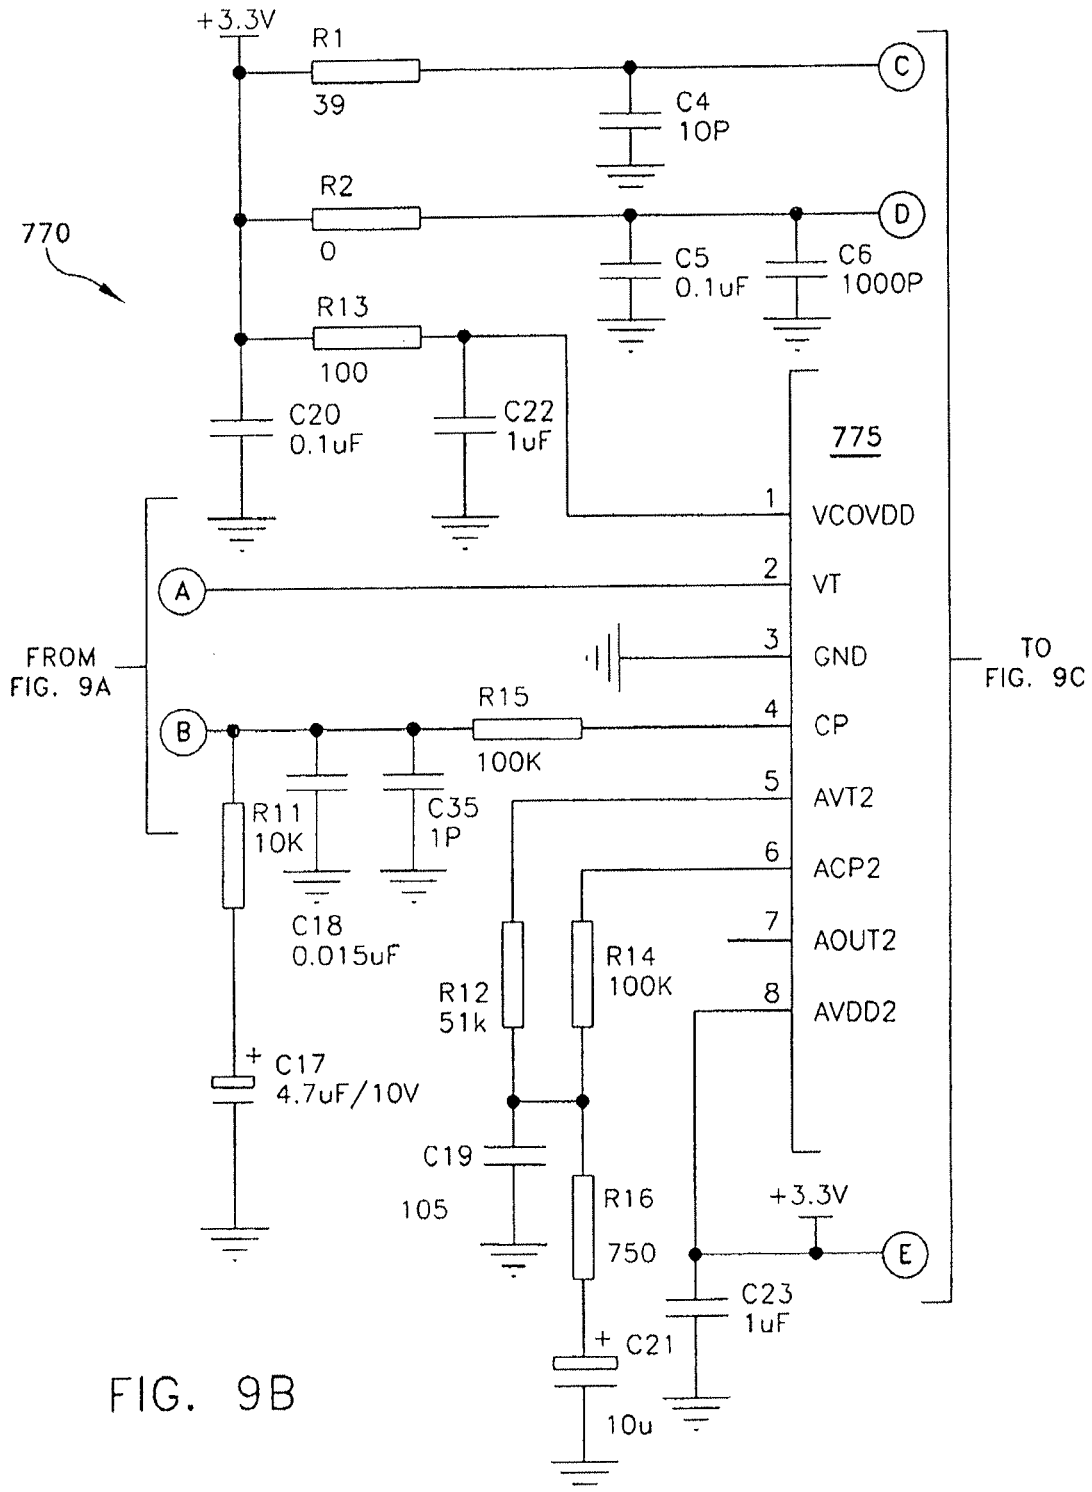 +3.3V
R1
39
C
C4
10P
R2
0
D
C5
0.1uF
C6
1000P
770
R13
100
C20
0.1uF
C22
1uF
775
1
VCOVDD
A
2
VT
FROM
FIG. 9A
3
GND
TO
FIG. 9C
B
R15
100K
4
CP
R11
10K
C35
1P
5
AVT2
C18
0.015uF
6
ACP2
7
AOUT2
R12
51k
R14
100K
8
AVDD2
+ C17
4.7uF/10V
C19
105
R16
750
+3.3V
E
C23
1uF
+ C21
10u
FIG. 9B